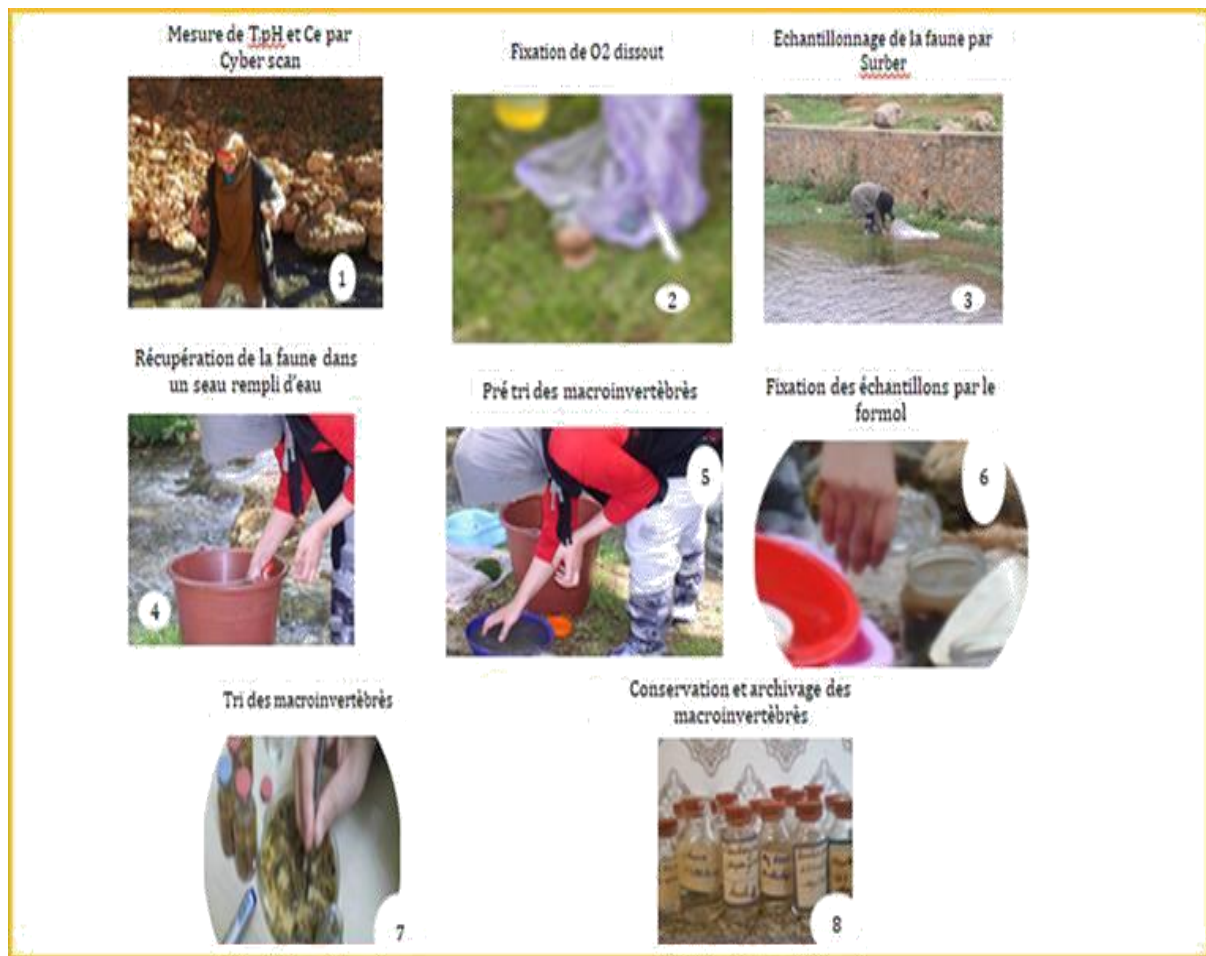 Mesure de T.pH et Ce par
Cyber scan
Fixation de O2 dissout
Echantillonnage de la faune par
Surber
1
2
3
Récupération de la faune dans
un seau rempli d'eau
Pré tri des macroinvertèbrès
Fixation des échantillons par le
formol
4
5
6
Tri des macroinvertèbrès
Conservation et archivage des
macroinvertèbrès
7
8